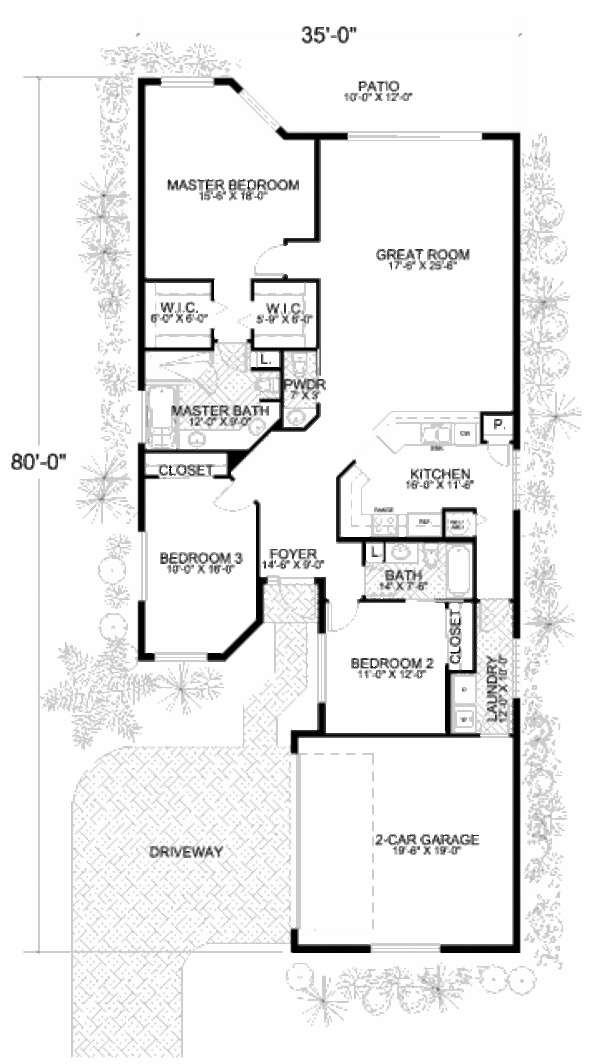 35'-0"
PATIO
10'-0" X 12'-0"
MASTER BEDROOM
15'-6" X 18'-0"
GREAT ROOM
17'-6" X 25'-6"
W.I.C.
6'-0" X 6'-0"
W.I.C.
5'-9" X 6'-0"
L.
PWDR
MASTER BATH
12'-0" X 9'-0"
P.
DW
CLOSET
KITCHEN
16'-0" X 11'-6"
80'-0"
RANGE
REF.
BEDROOM 3
10'-0" X 16'-0"
FOYER
14'-6" X 9'-0"
L.
BATH
14' X 7'-6"
CLOSET
BEDROOM 2
11'-0" X 12'-0"
LAUNDRY
12'-0" X 10'-0"
D
W
2-CAR GARAGE
19'-6" X 19'-0"
DRIVEWAY